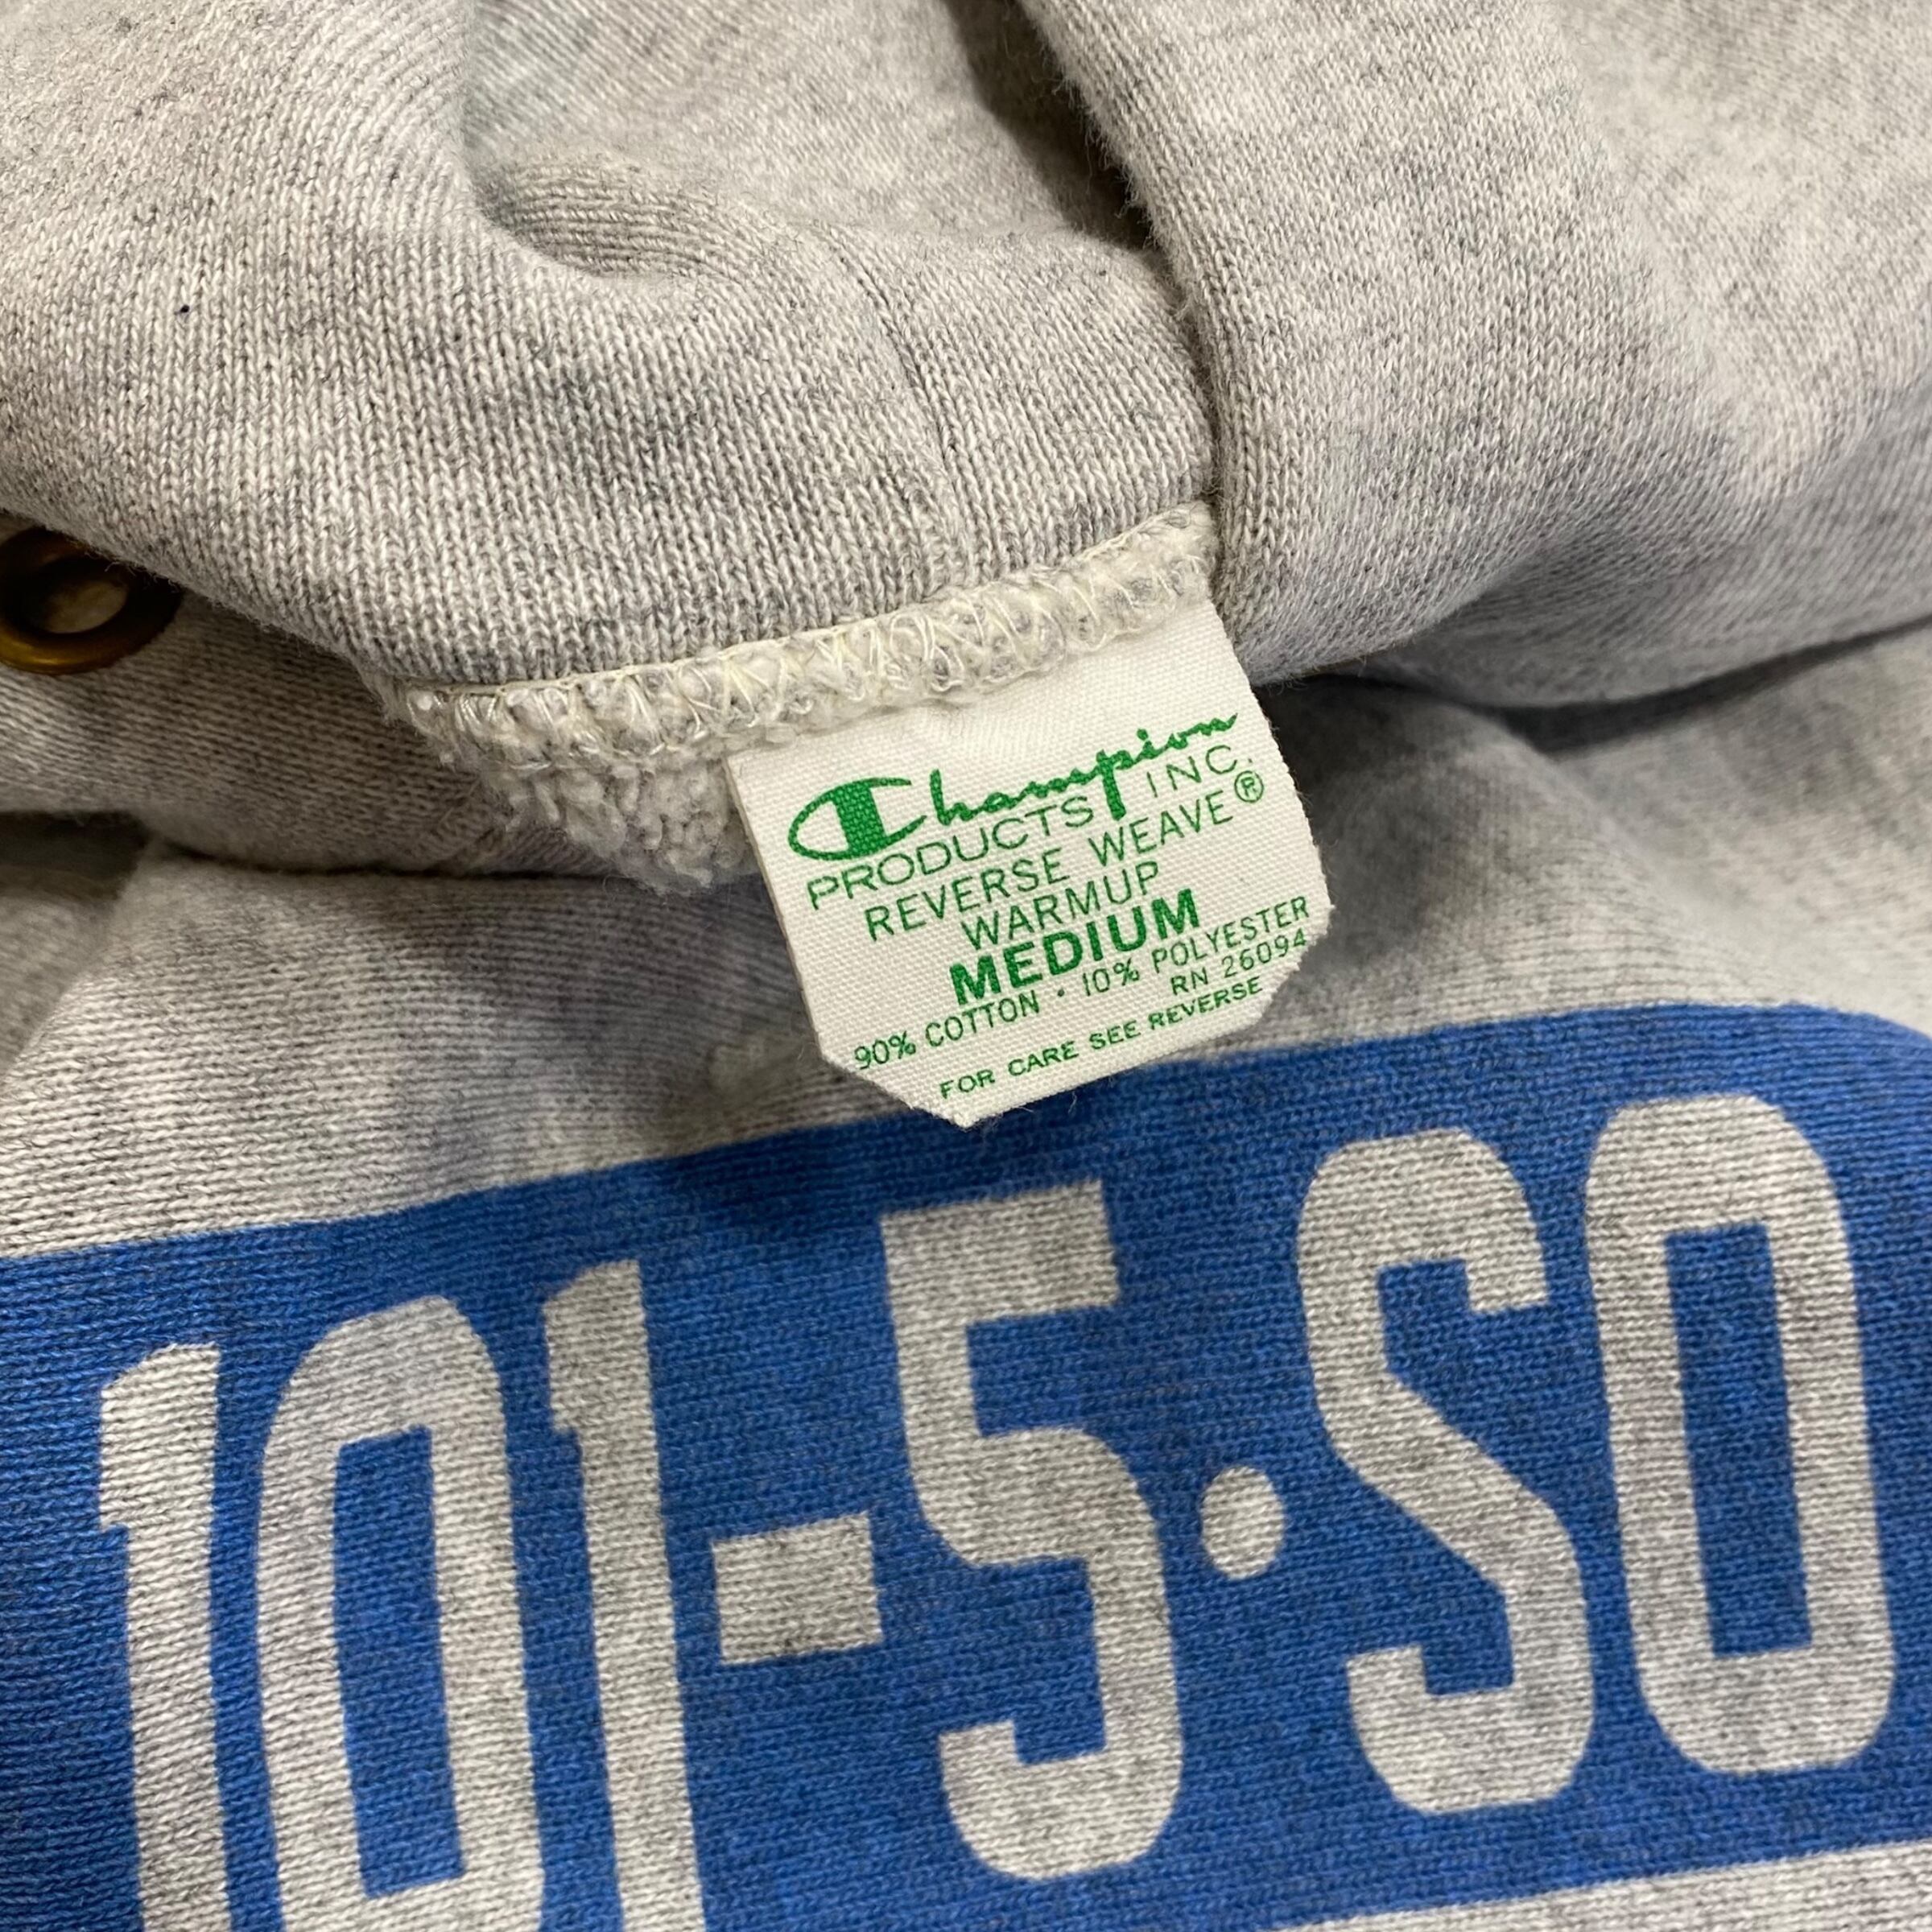 Champion
PRODUCTS INC.
REVERSE WEAVE®
WARMUP
MEDIUM
90% COTTON · 10% POLYESTER
RN 26094
FOR CARE SEE REVERSE
101-5·SO